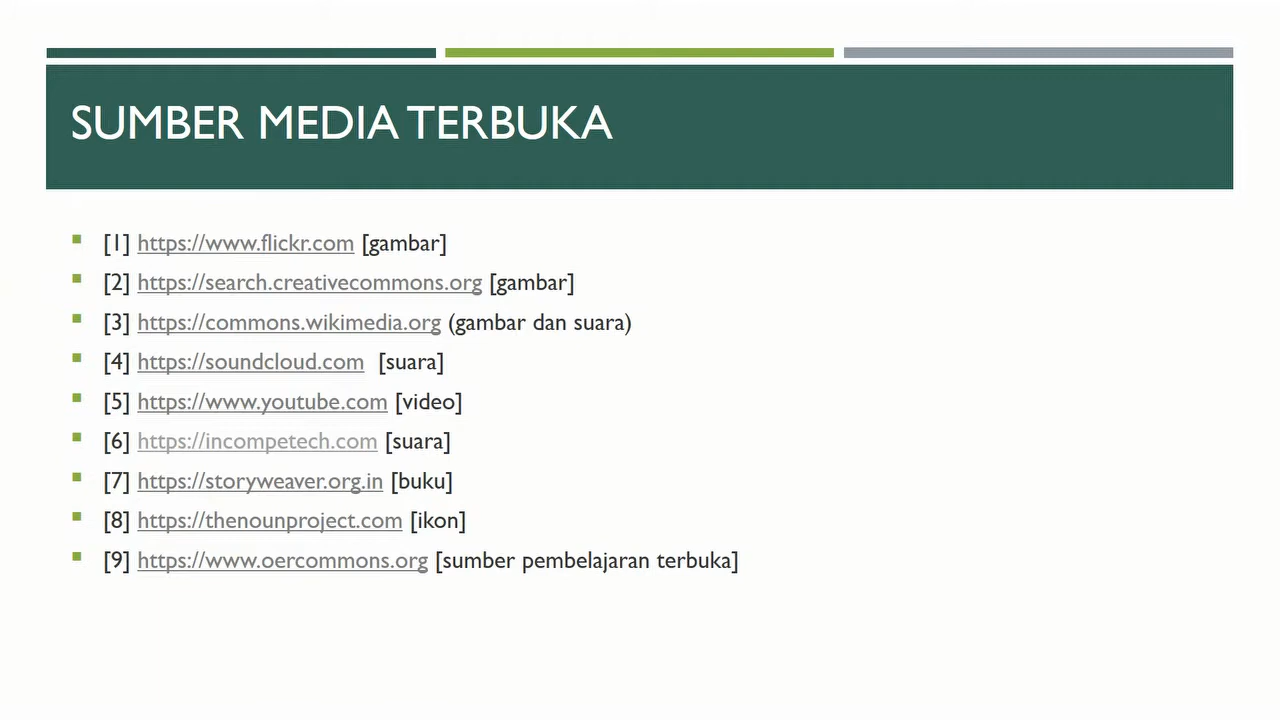 SUMBER MEDIA TERBUKA
[1] https://www.flickr.com [gambar]
[2] https://search.creativecommons.org [gambar]
[3] https://commons.wikimedia.org (gambar dan suara)
[4] https://soundcloud.com [suara]
[5] https://www.youtube.com [video]
[6] https://incompetech.com [suara]
[7] https://storyweaver.org.in [buku]
[8] https://thenounproject.com [ikon]
[9] https://www.oercommons.org [sumber pembelajaran terbuka]